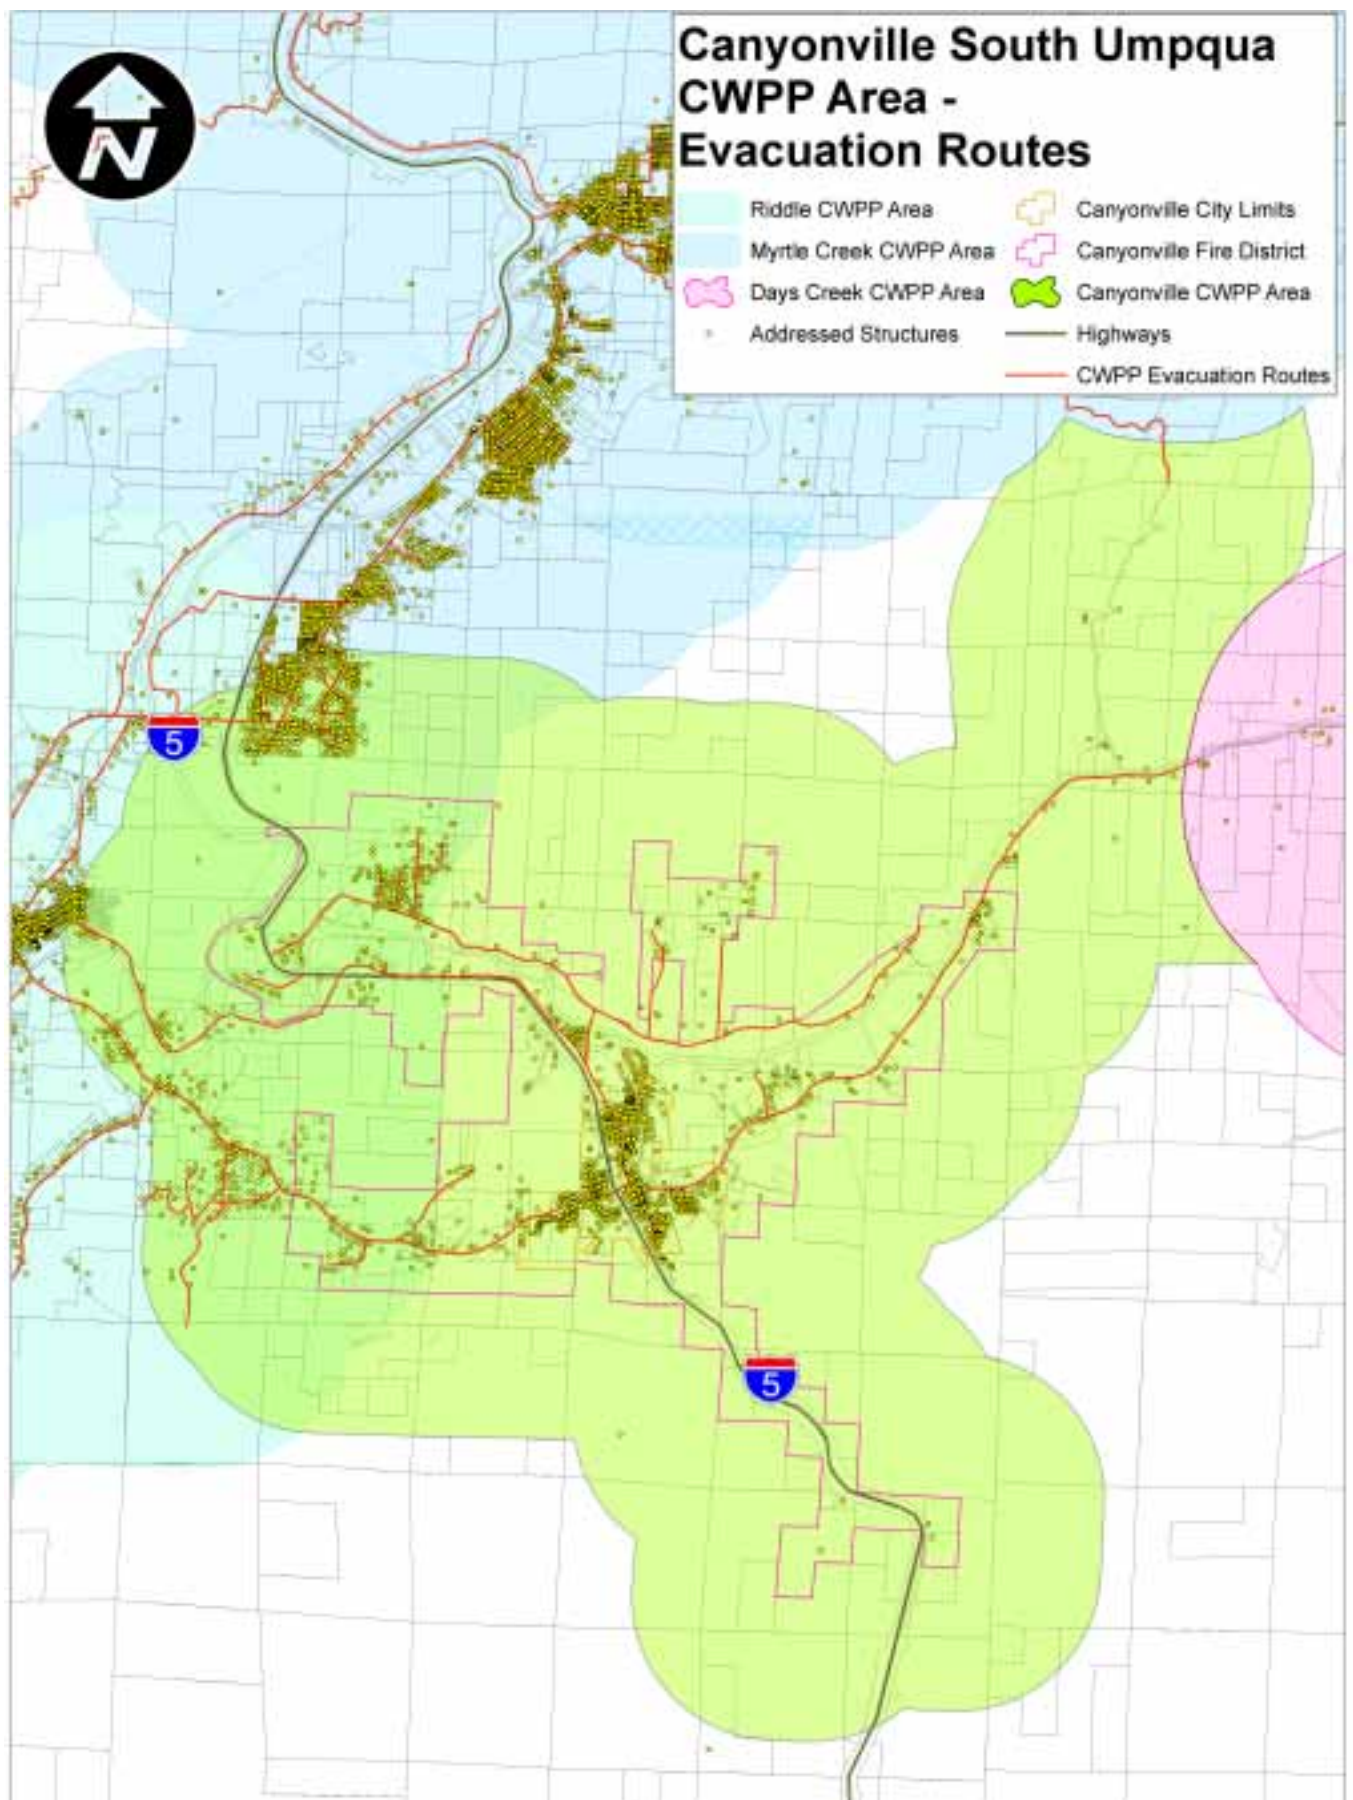 Canyonville South Umpqua
CWPP Area -
Evacuation Routes
N
Riddle CWPP Area
Myrtle Creek CWPP Area
Days Creek CWPP Area
Addressed Structures
Canyonville City Limits
Canyonville Fire District
Canyonville CWPP Area
Highways
CWPP Evacuation Routes
5
5